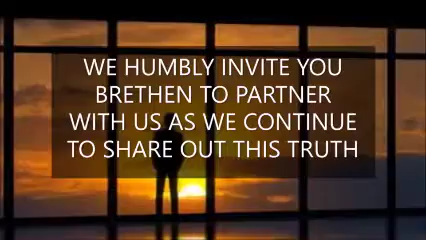 WE HUMBLY INVITE YOU
BRETHEN TO PARTNER
WITH US AS WE CONTINUE
TO SHARE OUT THIS TRUTH